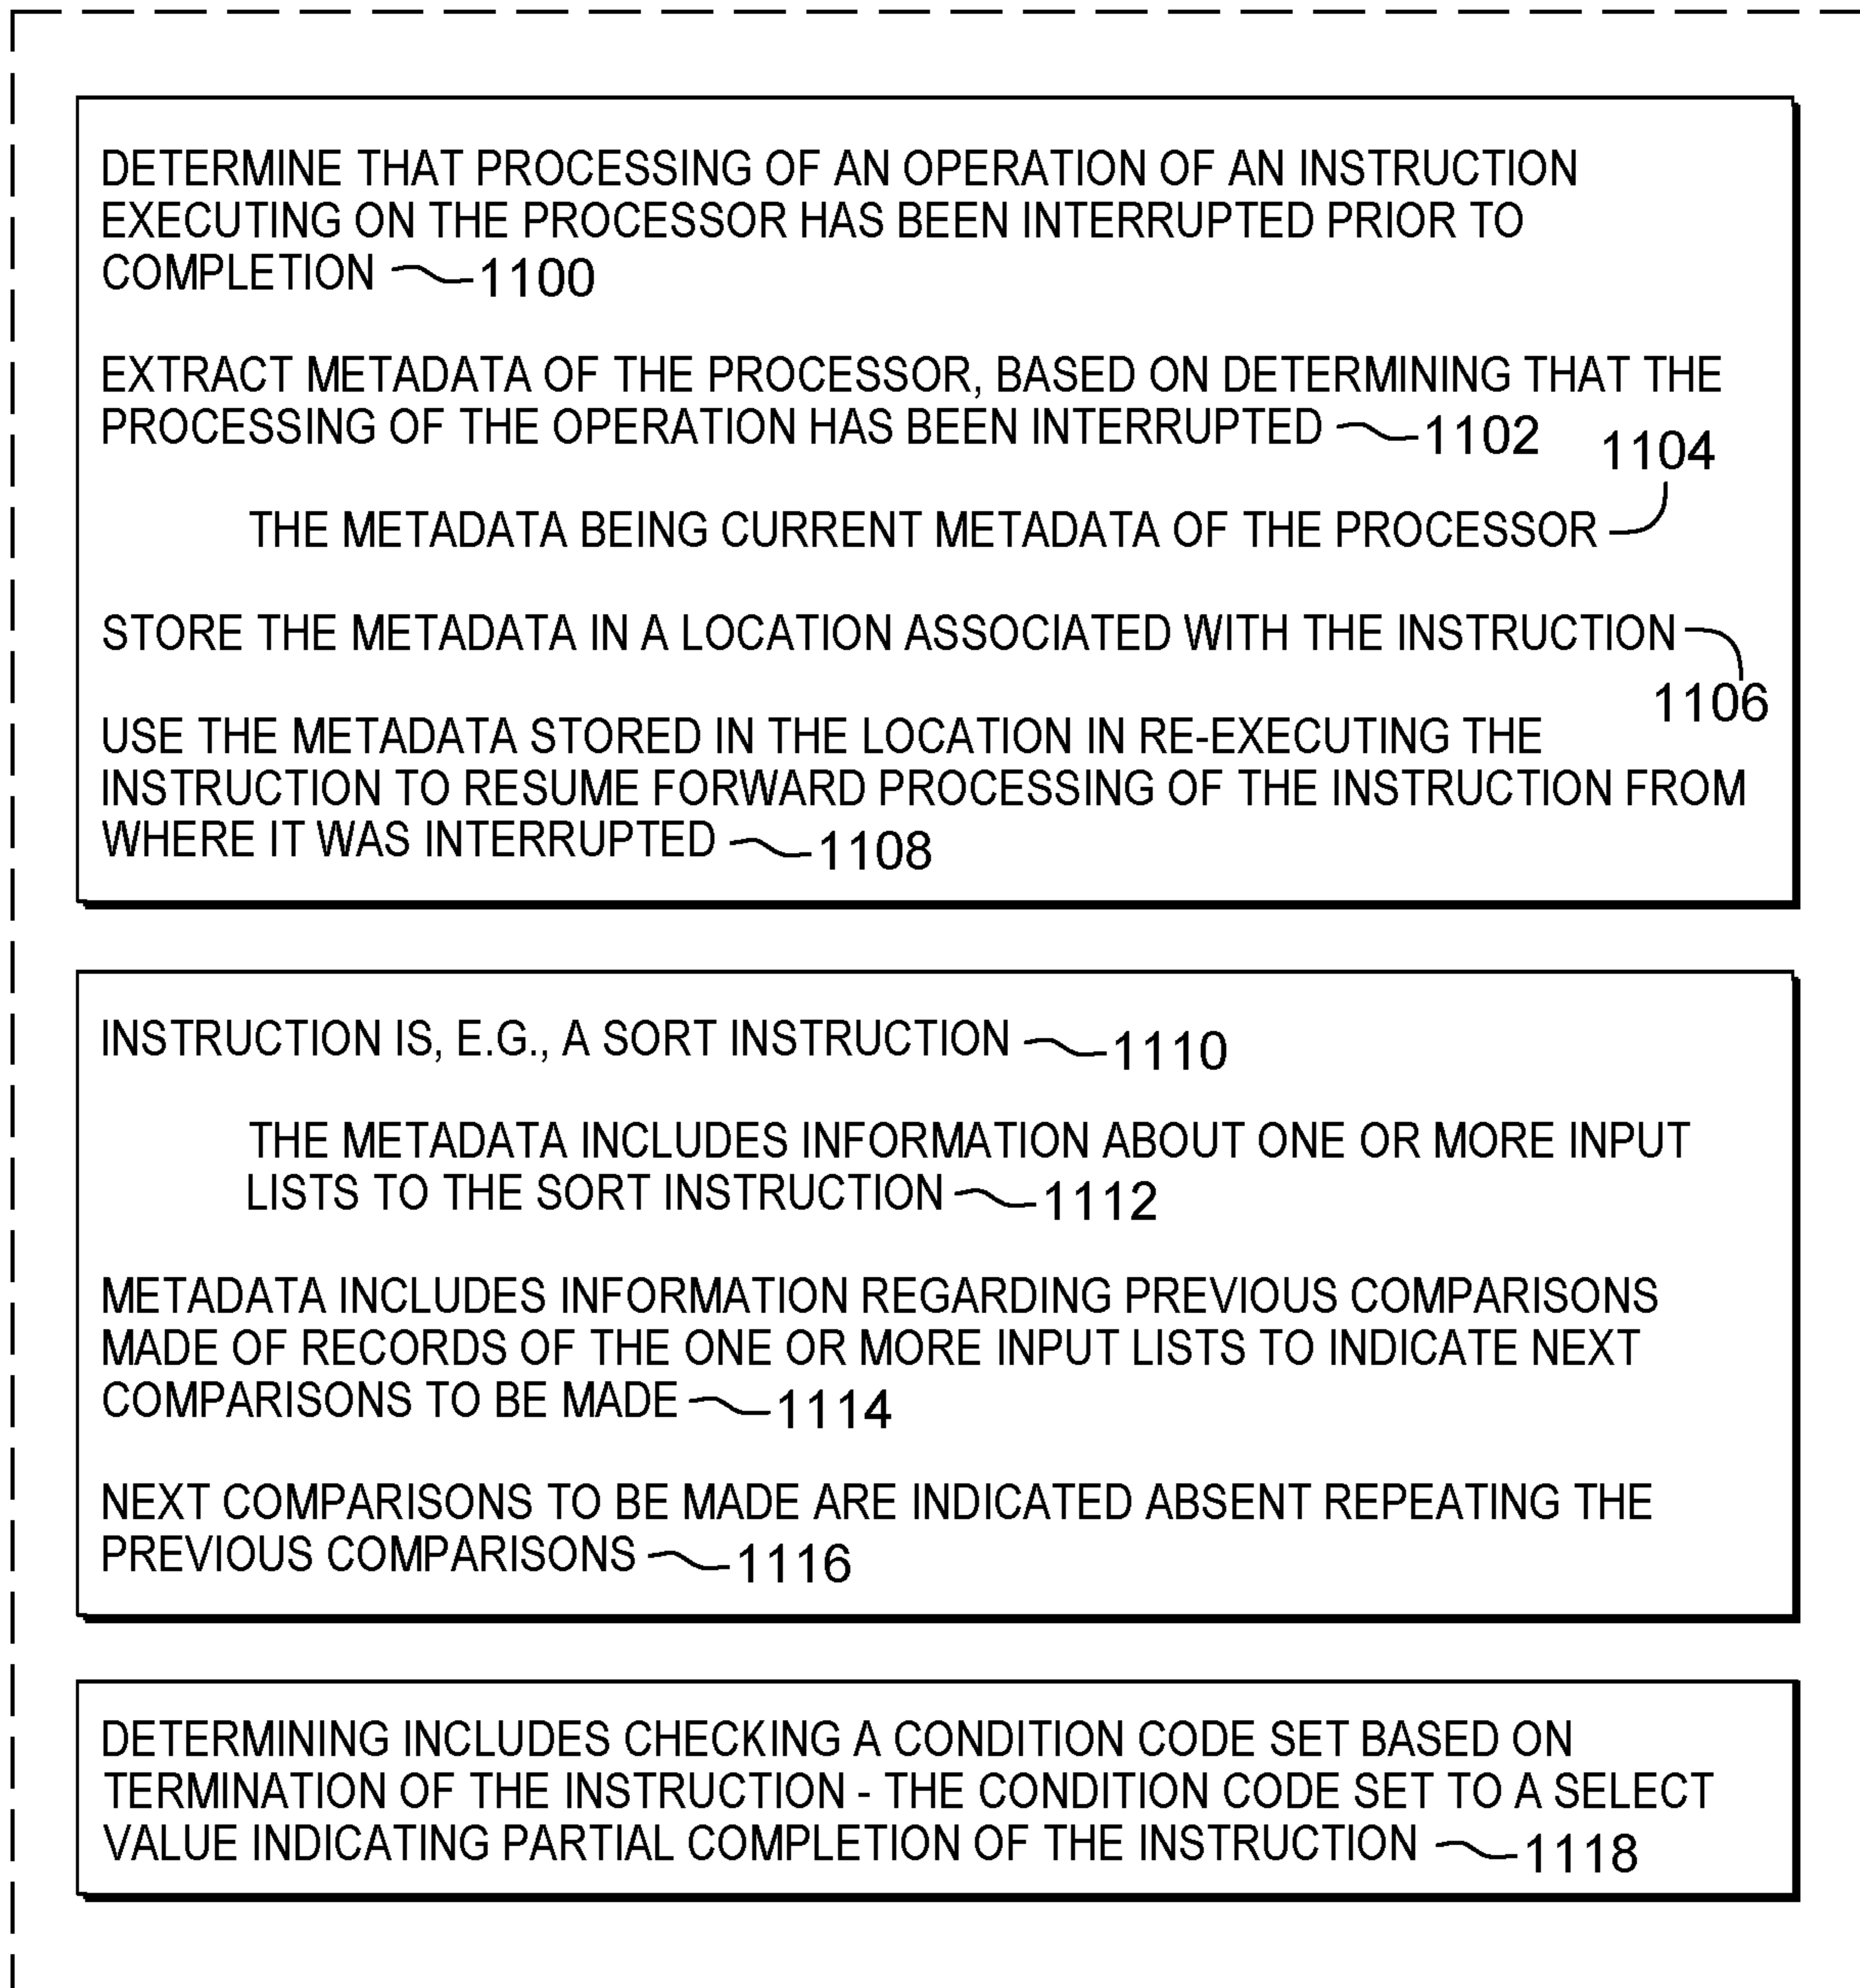 DETERMINE THAT PROCESSING OF AN OPERATION OF AN INSTRUCTION
EXECUTING ON THE PROCESSOR HAS BEEN INTERRUPTED PRIOR TO
COMPLETION 1100
EXTRACT METADATA OF THE PROCESSOR, BASED ON DETERMINING THAT THE
PROCESSING OF THE OPERATION HAS BEEN INTERRUPTED 1102
1104
THE METADATA BEING CURRENT METADATA OF THE PROCESSOR
STORE THE METADATA IN A LOCATION ASSOCIATED WITH THE INSTRUCTION
1106
USE THE METADATA STORED IN THE LOCATION IN RE-EXECUTING THE
INSTRUCTION TO RESUME FORWARD PROCESSING OF THE INSTRUCTION FROM
WHERE IT WAS INTERRUPTED 1108
INSTRUCTION IS, E.G., A SORT INSTRUCTION 1110
THE METADATA INCLUDES INFORMATION ABOUT ONE OR MORE INPUT
LISTS TO THE SORT INSTRUCTION 1112
METADATA INCLUDES INFORMATION REGARDING PREVIOUS COMPARISONS
MADE OF RECORDS OF THE ONE OR MORE INPUT LISTS TO INDICATE NEXT
COMPARISONS TO BE MADE 1114
NEXT COMPARISONS TO BE MADE ARE INDICATED ABSENT REPEATING THE
PREVIOUS COMPARISONS 1116
DETERMINING INCLUDES CHECKING A CONDITION CODE SET BASED ON
TERMINATION OF THE INSTRUCTION - THE CONDITION CODE SET TO A SELECT
VALUE INDICATING PARTIAL COMPLETION OF THE INSTRUCTION 1118